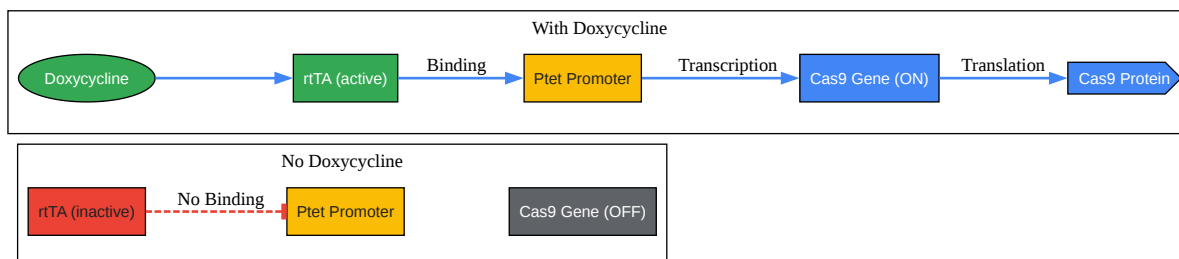 With Doxycycline
Doxycycline
rtTA (active)
Binding
Ptet Promoter
Transcription
Cas9 Gene (ON)
Translation
Cas9 Protein
No Doxycycline
rtTA (inactive)
No Binding
Ptet Promoter
Cas9 Gene (OFF)